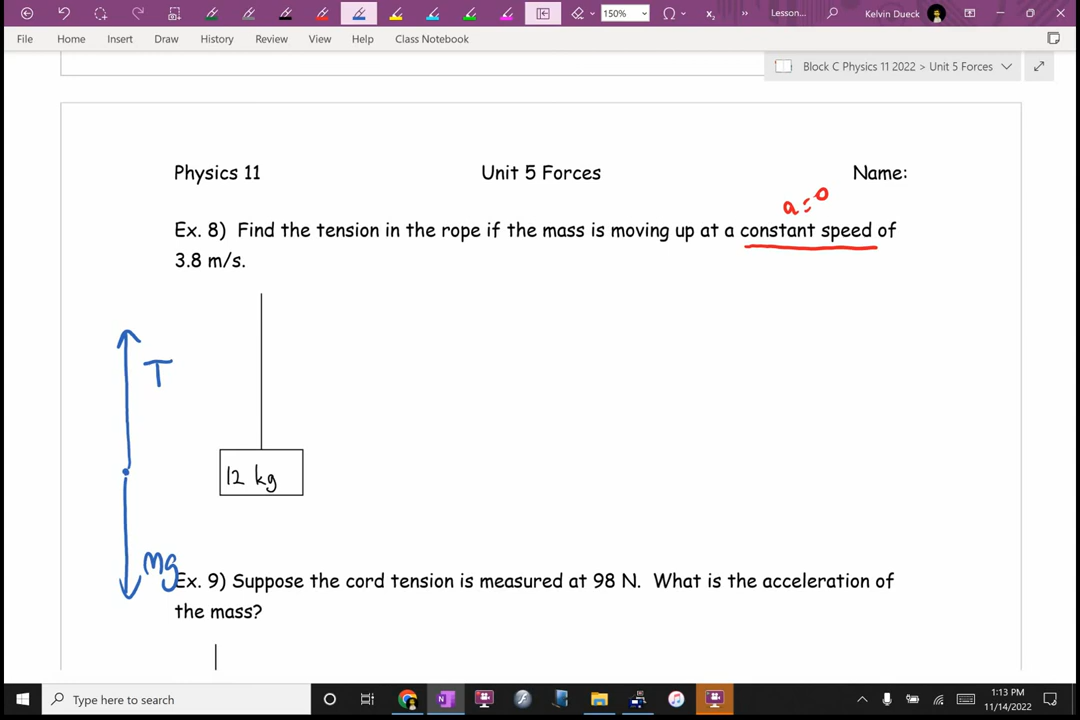 150%
x₂
Lesson...
Kelvin Dueck
File Home Insert Draw History Review View Help Class Notebook
Block C Physics 11 2022 > Unit 5 Forces
Physics 11 Unit 5 Forces Name:
a=0
Ex. 8) Find the tension in the rope if the mass is moving up at a constant speed of
3.8 m/s.
T
12 kg
mg
Ex. 9) Suppose the cord tension is measured at 98 N. What is the acceleration of
the mass?
Type here to search
1:13 PM
11/14/2022